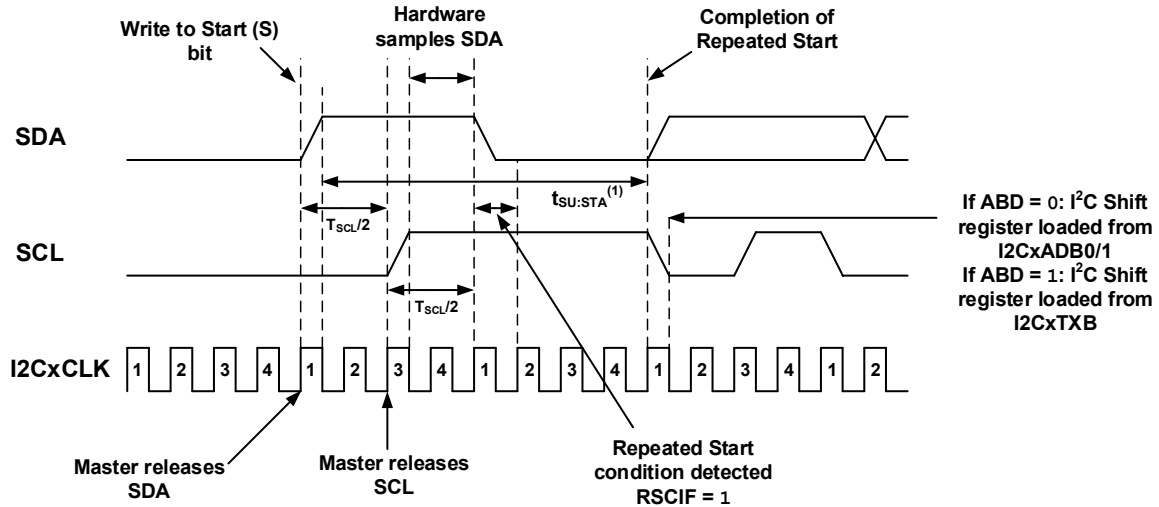 Write to Start (S)
bit
Hardware
samples SDA
Completion of
Repeated Start
SDA
t_SU:STA^(1)
T_SCL/2
SCL
T_SCL/2
If ABD = 0: I²C Shift
register loaded from
I2CxADB0/1
If ABD = 1: I²C Shift
register loaded from
I2CxTXB
I2CxCLK
1 2 3 4 1 2 3 4 1 2 3 4 1 2 3 4 1 2
Master releases
SDA
Master releases
SCL
Repeated Start
condition detected
RSCIF = 1